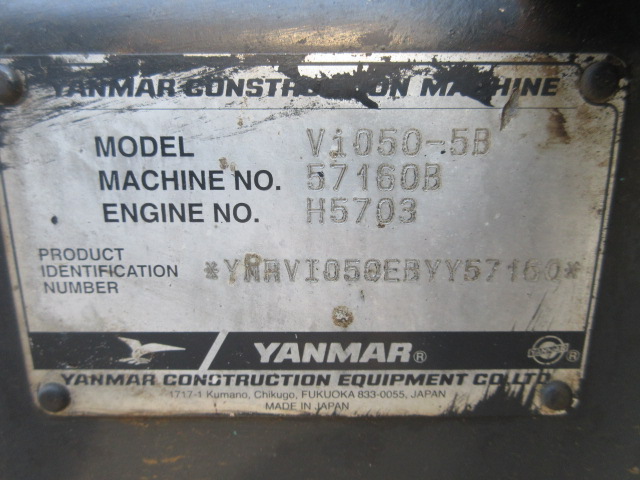 YANMAR CONSTRUCTION MACHINE
MODEL Vi050-5B
MACHINE NO. 57160B
ENGINE NO. H5703
PRODUCT
IDENTIFICATION
NUMBER
*YMRVI050EBYY57160*
YANMAR®
YANMAR CONSTRUCTION EQUIPMENT CO.LTD.
1717-1 Kumano, Chikugo, FUKUOKA 833-0055, JAPAN
MADE IN JAPAN